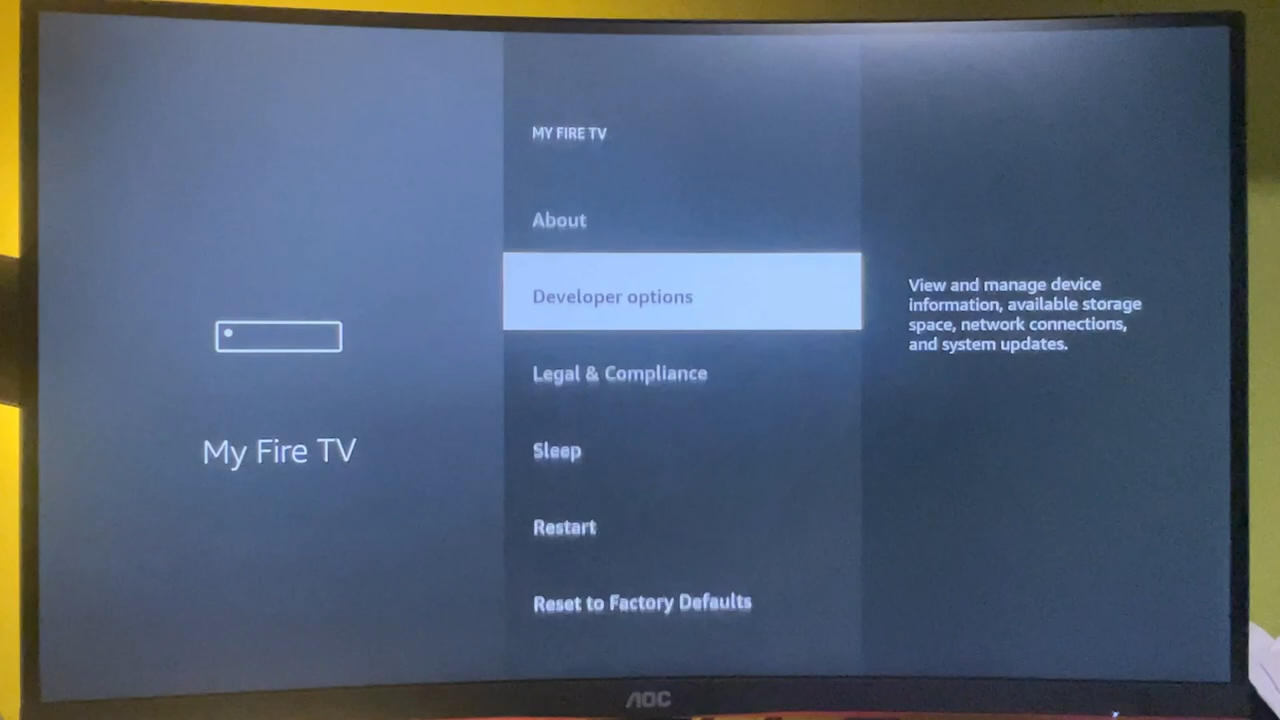 MY FIRE TV
About
Developer options
Legal & Compliance
Sleep
Restart
Reset to Factory Defaults
My Fire TV
View and manage device
information, available storage
space, network connections,
and system updates.
AOC